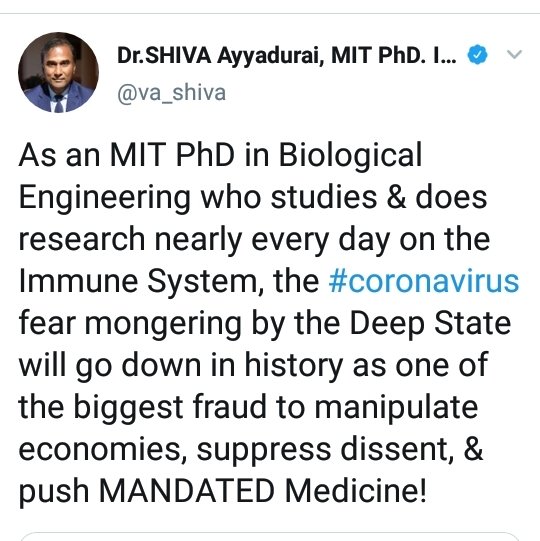 Dr.SHIVA Ayyadurai, MIT PhD. I...
@va_shiva
As an MIT PhD in Biological
Engineering who studies & does
research nearly every day on the
Immune System, the #coronavirus
fear mongering by the Deep State
will go down in history as one of
the biggest fraud to manipulate
economies, suppress dissent, &
push MANDATED Medicine!